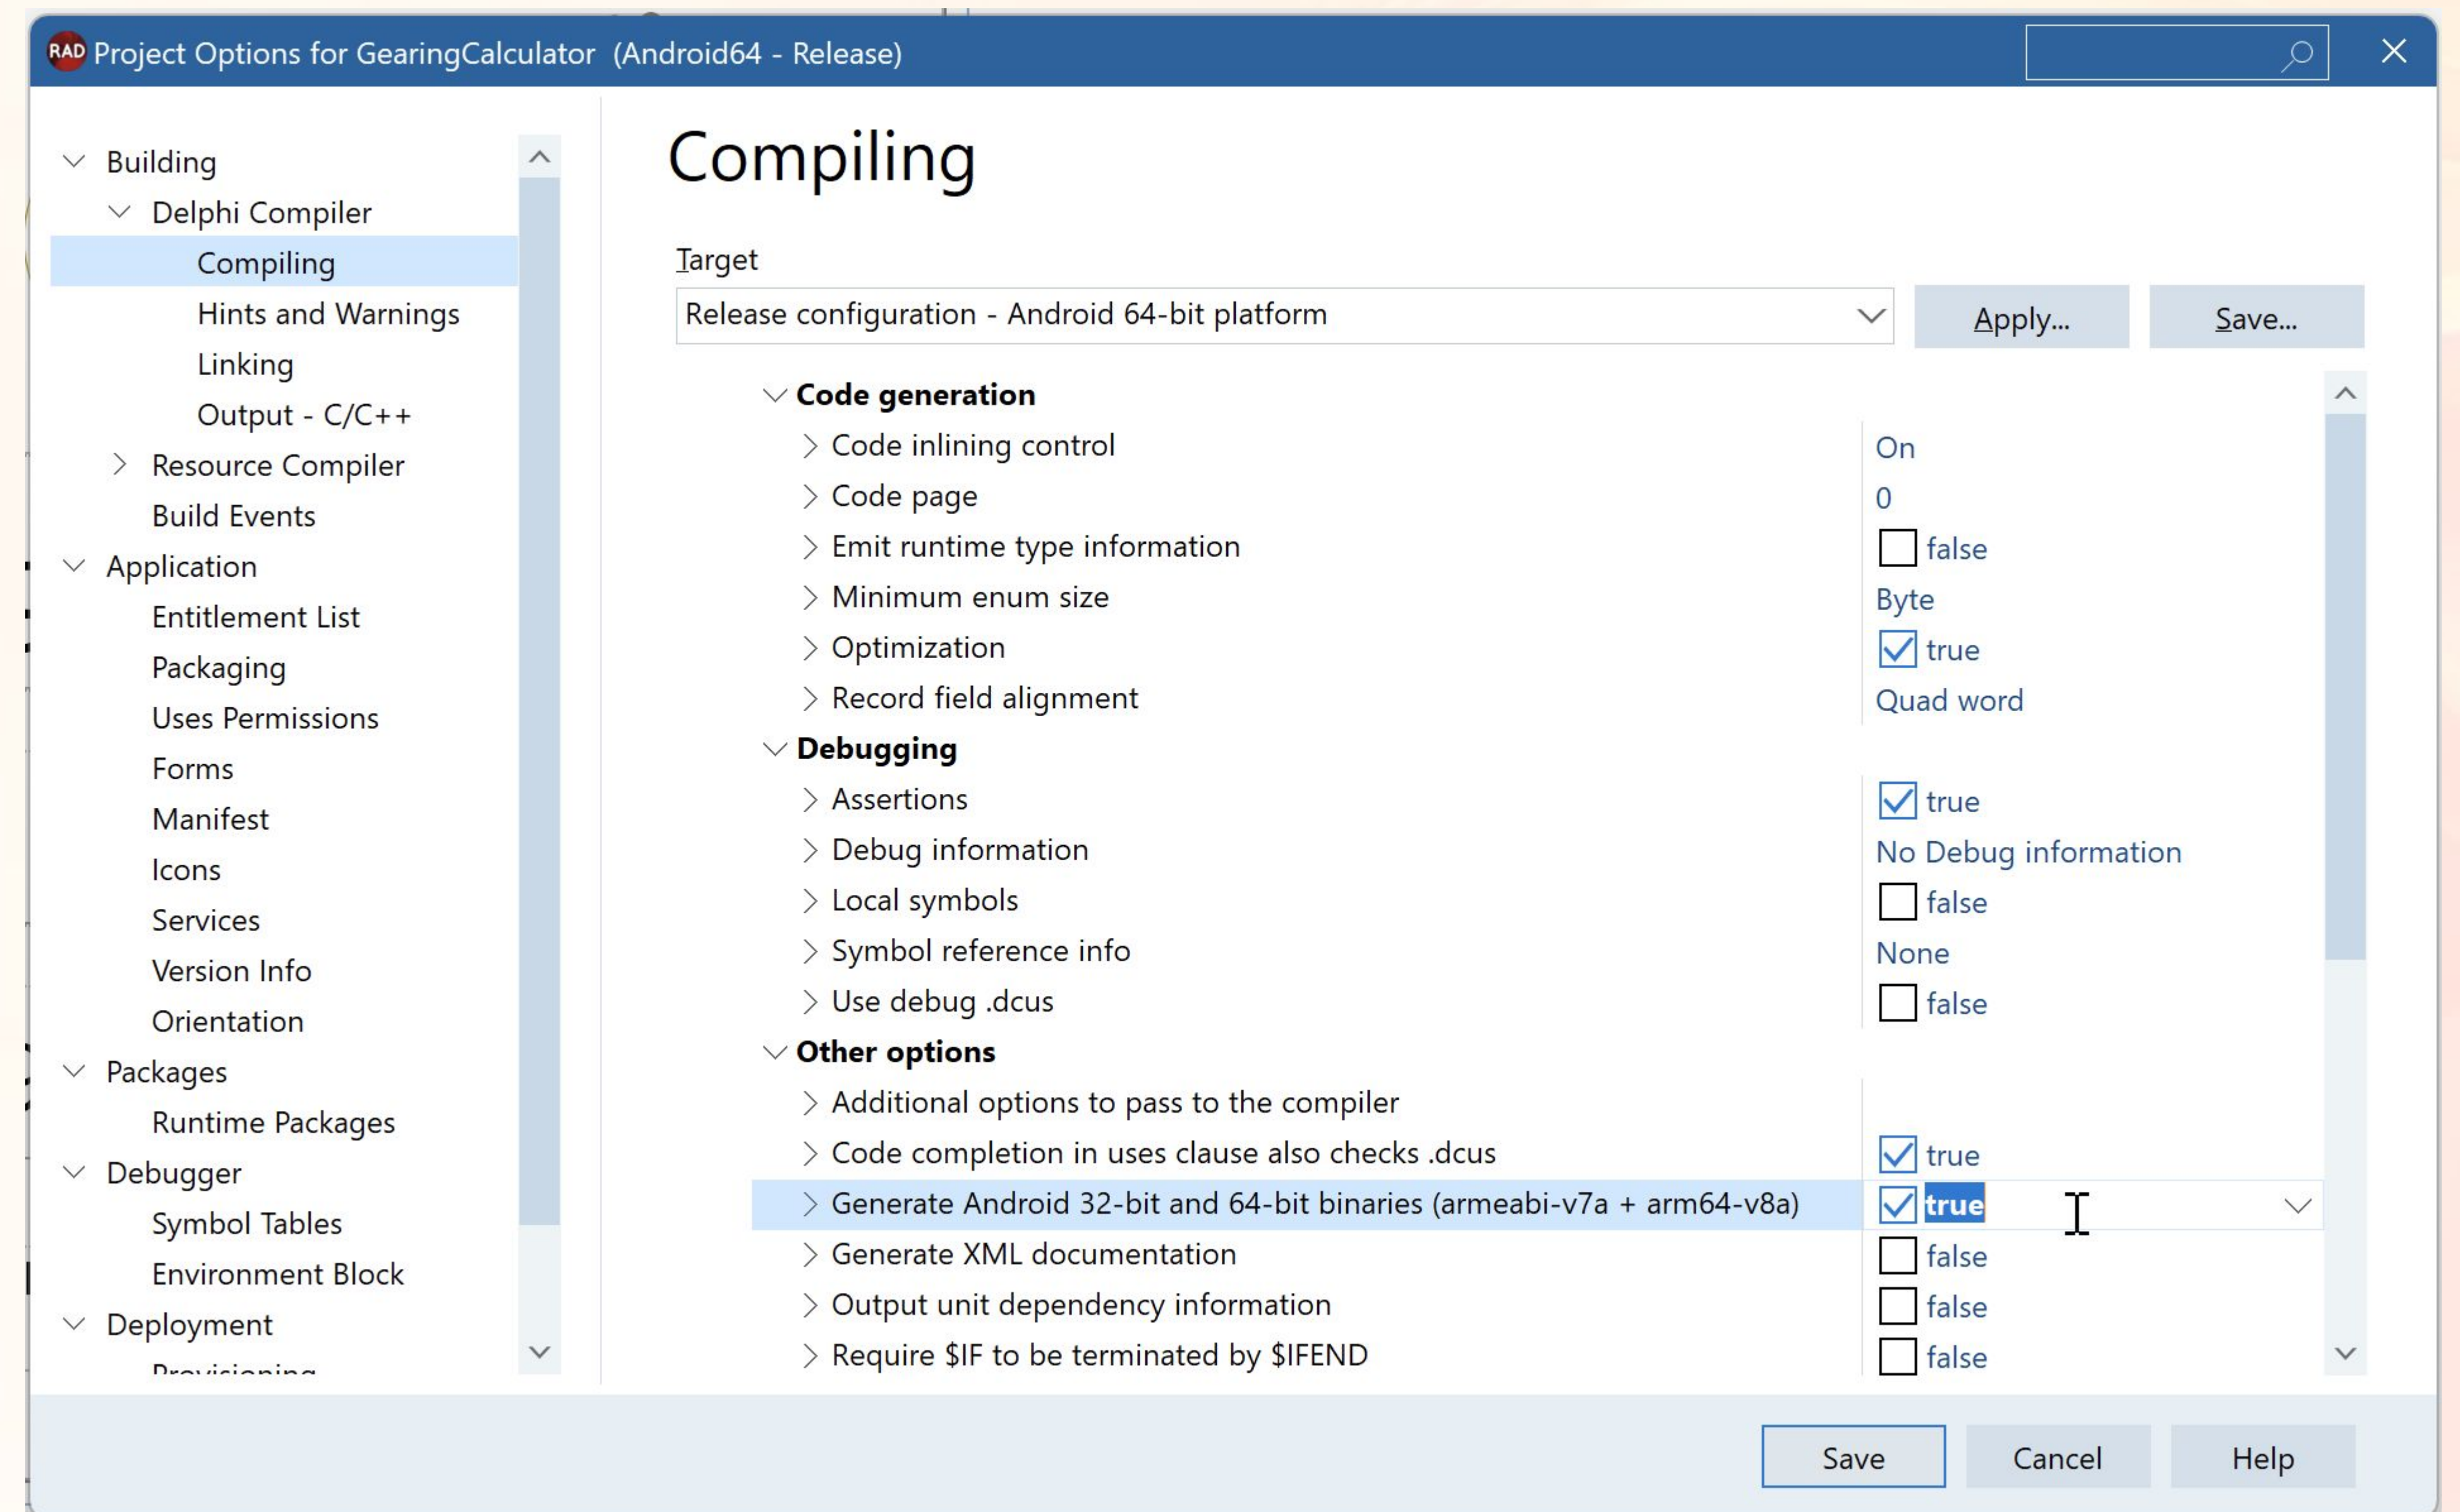 RAD Project Options for GearingCalculator (Android64 - Release)
Building
Delphi Compiler
Compiling
Hints and Warnings
Linking
Output - C/C++
Resource Compiler
Build Events
Application
Entitlement List
Packaging
Uses Permissions
Forms
Manifest
Icons
Services
Version Info
Orientation
Packages
Runtime Packages
Debugger
Symbol Tables
Environment Block
Deployment
Provisioning
Compiling
Target
Release configuration - Android 64-bit platform
Apply...
Save...
Code generation
Code inlining control On
Code page 0
Emit runtime type information false
Minimum enum size Byte
Optimization true
Record field alignment Quad word
Debugging
Assertions true
Debug information No Debug information
Local symbols false
Symbol reference info None
Use debug .dcus false
Other options
Additional options to pass to the compiler
Code completion in uses clause also checks .dcus true
Generate Android 32-bit and 64-bit binaries (armeabi-v7a + arm64-v8a) true
Generate XML documentation false
Output unit dependency information false
Require $IF to be terminated by $IFEND false
Save
Cancel
Help